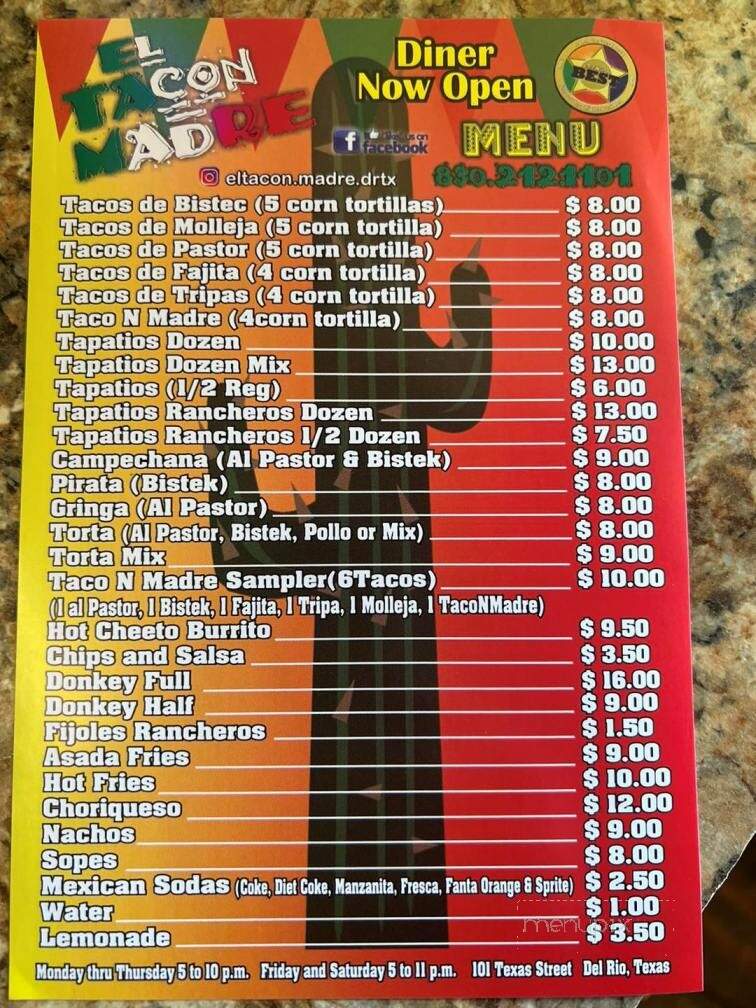 EL
TACON
MADRE
Diner
Now Open
BEST
f Like us on
facebook
MENU
eltacon.madre.drtx
830.2121101
Tacos de Bistec (5 corn tortillas) $ 8.00
Tacos de Molleja (5 corn tortilla) $ 8.00
Tacos de Pastor (5 corn tortilla) $ 8.00
Tacos de Fajita (4 corn tortilla) $ 8.00
Tacos de Tripas (4 corn tortilla) $ 8.00
Taco N Madre (4corn tortilla) $ 8.00
Tapatios Dozen $ 10.00
Tapatios Dozen Mix $ 13.00
Tapatios (1/2 Reg) $ 6.00
Tapatios Rancheros Dozen $ 13.00
Tapatios Rancheros 1/2 Dozen $ 7.50
Campechana (Al Pastor & Bistek) $ 9.00
Pirata (Bistek) $ 8.00
Gringa (Al Pastor) $ 8.00
Torta (Al Pastor, Bistek, Pollo or Mix) $ 8.00
Torta Mix $ 9.00
Taco N Madre Sampler(6Tacos) $ 10.00
(1 al Pastor, 1 Bistek, 1 Fajita, 1 Tripa, 1 Molleja, 1 TacoNMadre)
Hot Cheeto Burrito $ 9.50
Chips and Salsa $ 3.50
Donkey Full $ 16.00
Donkey Half $ 9.00
Fijoles Rancheros $ 1.50
Asada Fries $ 9.00
Hot Fries $ 10.00
Choriqueso $ 12.00
Nachos $ 9.00
Sopes $ 8.00
Mexican Sodas (Coke, Diet Coke, Manzanita, Fresca, Fanta Orange & Sprite) $ 2.50
Water $ 1.00
Lemonade $ 3.50
menupix
Monday thru Thursday 5 to 10 p.m. Friday and Saturday 5 to 11 p.m. 101 Texas Street Del Rio, Texas